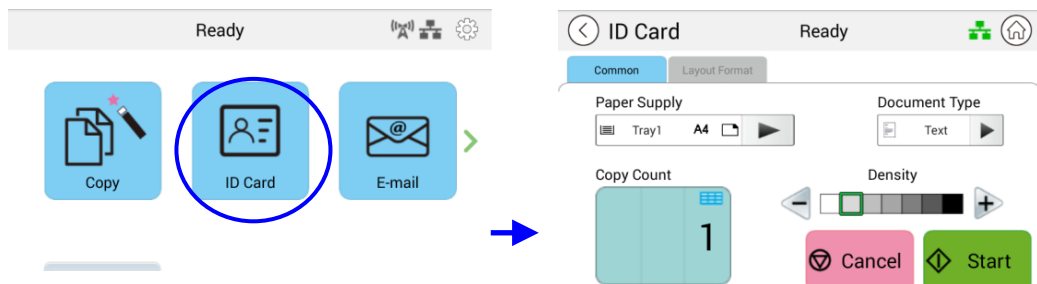 Ready
Copy
ID Card
E-mail
ID Card
Ready
Common
Layout Format
Paper Supply
Document Type
Tray1 A4
Text
Copy Count
Density
1
Cancel
Start